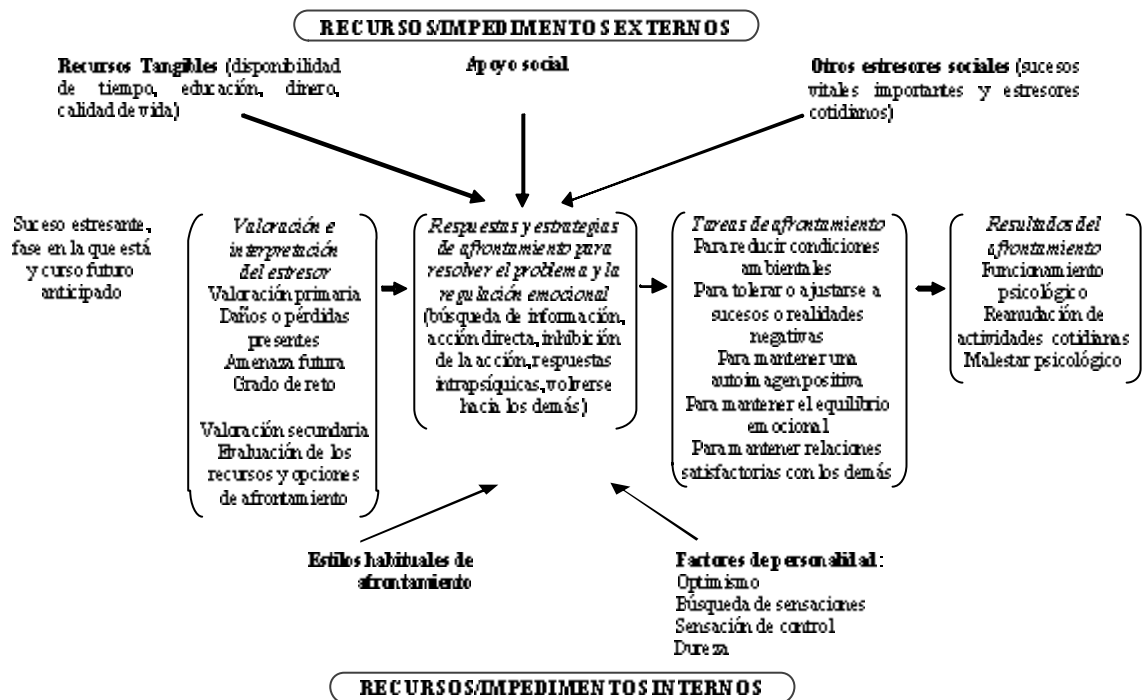 RECURSOS/IMPEDIMENTOS EXTERNOS
Recursos Tangibles (disponibilidad
de tiempo, educación, dinero,
calidad de vida)
Apoyo social
Otros estresores sociales (sucesos
vitales importantes y estresores
cotidianos)
Suceso estresante,
fase en la que está
y curso futuro
anticipado
Valoración e
interpretación
del estresor
Valoración primaria
Daños o pérdidas
presentes
Amenaza futura
Grado de reto
Valoración secundaria
Evaluación de los
recursos y opciones
de afrontamiento
Respuestas y estrategias
de afrontamiento para
resolver el problema y la
regulación emocional
(búsqueda de información,
acción directa, inhibición
de la acción, respuestas
intrapsíquicas, volverse
hacia los demás)
Tareas de afrontamiento
Para reducir condiciones
ambientales
Para tolerar o ajustarse a
sucesos o realidades
negativas
Para mantener una
autoimagen positiva
Para mantener el equilibrio
emocional
Para mantener relaciones
satisfactorias con los demás
Resultados del
afrontamiento
Funcionamiento
psicológico
Reanudación de
actividades cotidianas
Malestar psicológico
Estilos habituales de
afrontamiento
Factores de personalidad:
Optimismo
Búsqueda de sensaciones
Sensación de control
Dureza
RECURSOS/IMPEDIMENTOS INTERNOS